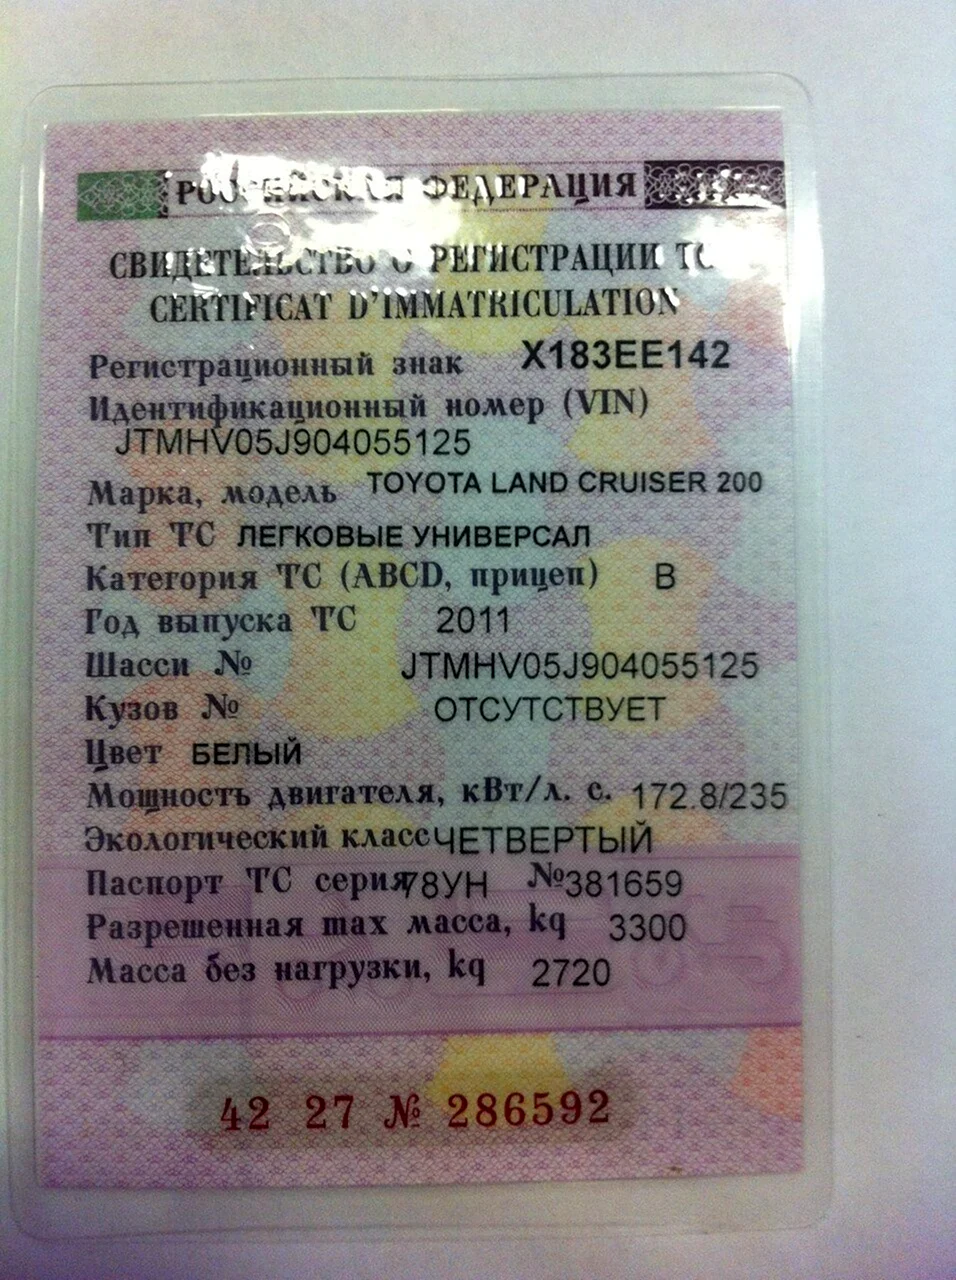 РОССИЙСКАЯ ФЕДЕРАЦИЯ
СВИДЕТЕЛЬСТВО О РЕГИСТРАЦИИ ТС
CERTIFICAT D'IMMATRICULATION
Регистрационный знак Х183ЕЕ142
Идентификационный номер (VIN)
JTMHV05J904055125
Марка, модель TOYOTA LAND CRUISER 200
Тип ТС ЛЕГКОВЫЕ УНИВЕРСАЛ
Категория ТС (ABCD, прицеп) B
Год выпуска ТС 2011
Шасси № JTMHV05J904055125
Кузов № ОТСУТСТВУЕТ
Цвет БЕЛЫЙ
Мощность двигателя, кВт/л. с. 172.8/235
Экологический класс ЧЕТВЕРТЫЙ
Паспорт ТС серия 78УН №381659
Разрешенная max масса, kq 3300
Масса без нагрузки, kq 2720
42 27 № 286592